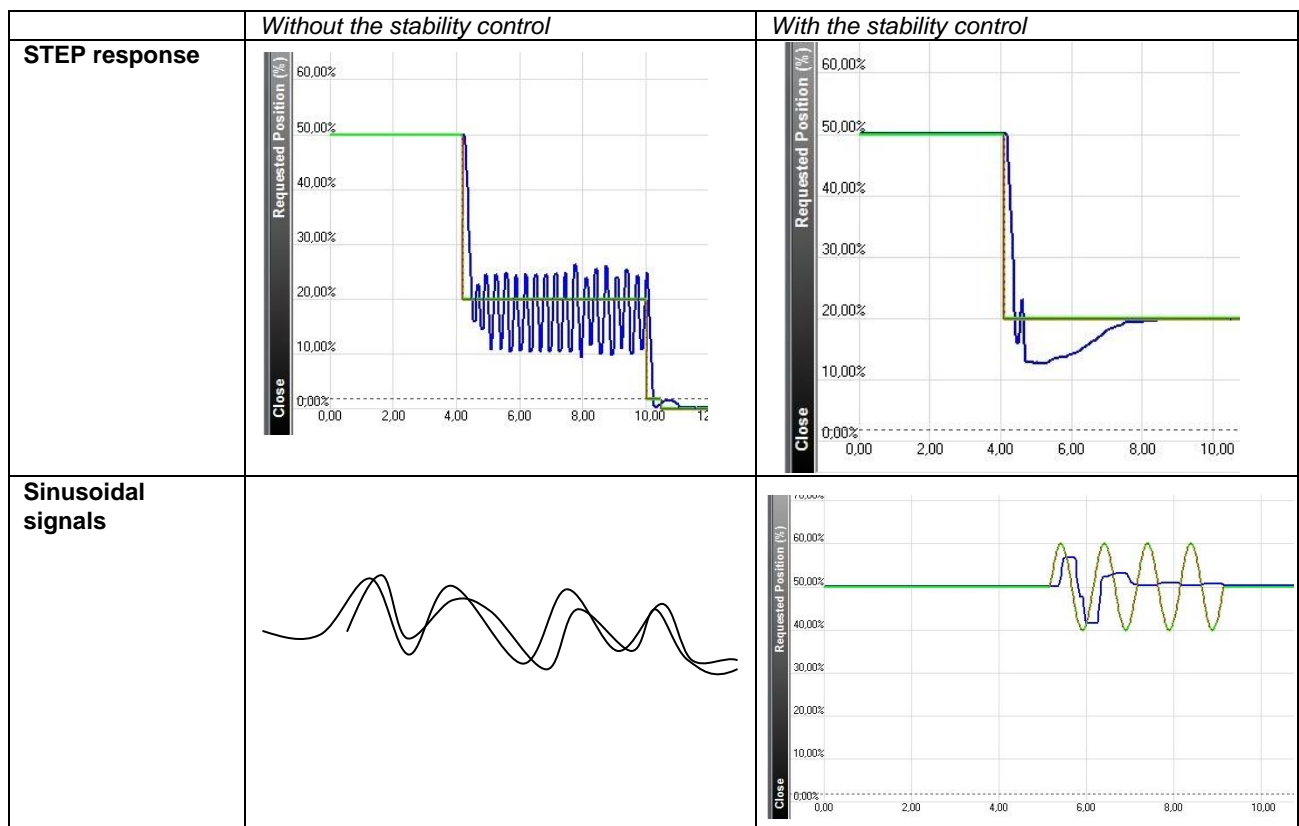 Without the stability control
With the stability control
STEP response
Requested Position (%)
Close
60,00%
50,00%
40,00%
30,00%
20,00%
10,00%
0,00%
0,00 2,00 4,00 6,00 8,00 10,00
Requested Position (%)
Close
60,00%
50,00%
40,00%
30,00%
20,00%
10,00%
0,00%
0,00 2,00 4,00 6,00 8,00 10,00
Sinusoidal
signals
Requested Position (%)
Close
60,00%
50,00%
40,00%
30,00%
20,00%
10,00%
0,00%
0,00 2,00 4,00 6,00 8,00 10,00